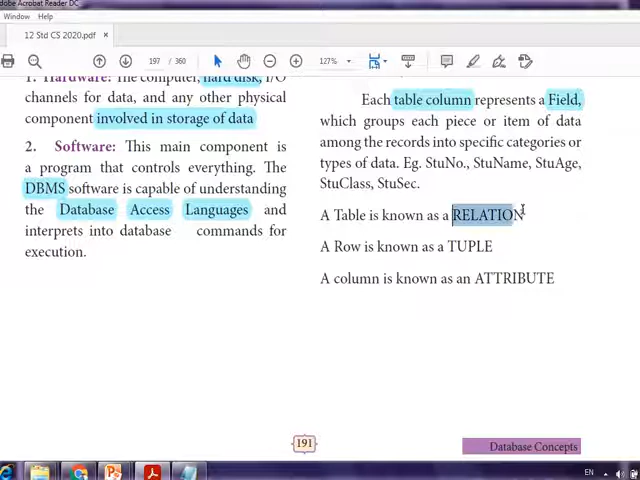 Adobe Acrobat Reader DC
Window Help
12 Std CS 2020.pdf ×
197 / 360 127%
1. Hardware: The computer, hard disk, I/O
channels for data, and any other physical
component involved in storage of data
2. Software: This main component is
a program that controls everything. The
DBMS software is capable of understanding
the Database Access Languages and
interprets into database commands for
execution.
Each table column represents a Field,
which groups each piece or item of data
among the records into specific categories or
types of data. Eg. StuNo., StuName, StuAge,
StuClass, StuSec.
A Table is known as a RELATION
A Row is known as a TUPLE
A column is known as an ATTRIBUTE
191
Database Concepts
EN